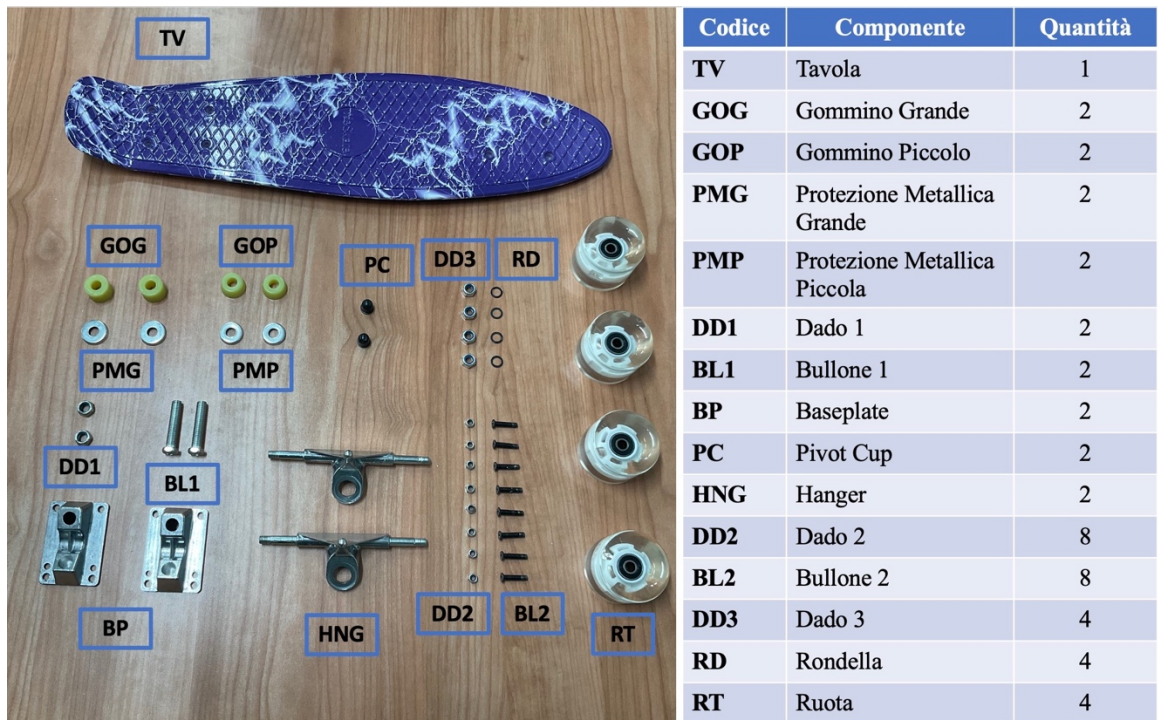 TV
GOG
GOP
PC
DD3
RD
PMG
PMP
DD1
BL1
BP
HNG
DD2
BL2
RT
Codice Componente Quantità
TV Tavola 1
GOG Gommino Grande 2
GOP Gommino Piccolo 2
PMG Protezione Metallica 2
Grande
PMP Protezione Metallica 2
Piccola
DD1 Dado 1 2
BL1 Bullone 1 2
BP Baseplate 2
PC Pivot Cup 2
HNG Hanger 2
DD2 Dado 2 8
BL2 Bullone 2 8
DD3 Dado 3 4
RD Rondella 4
RT Ruota 4